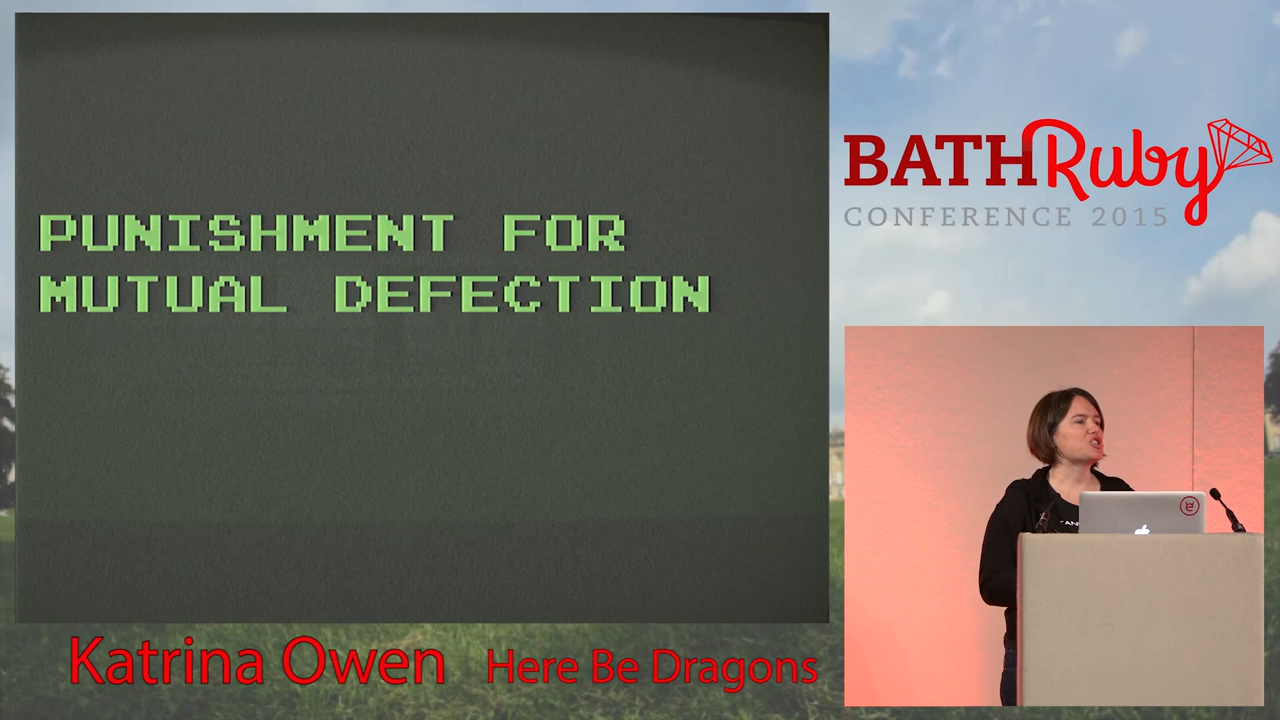 PUNISHMENT FOR
MUTUAL DEFECTION
BATHRuby
CONFERENCE 2015
Katrina Owen
Here Be Dragons